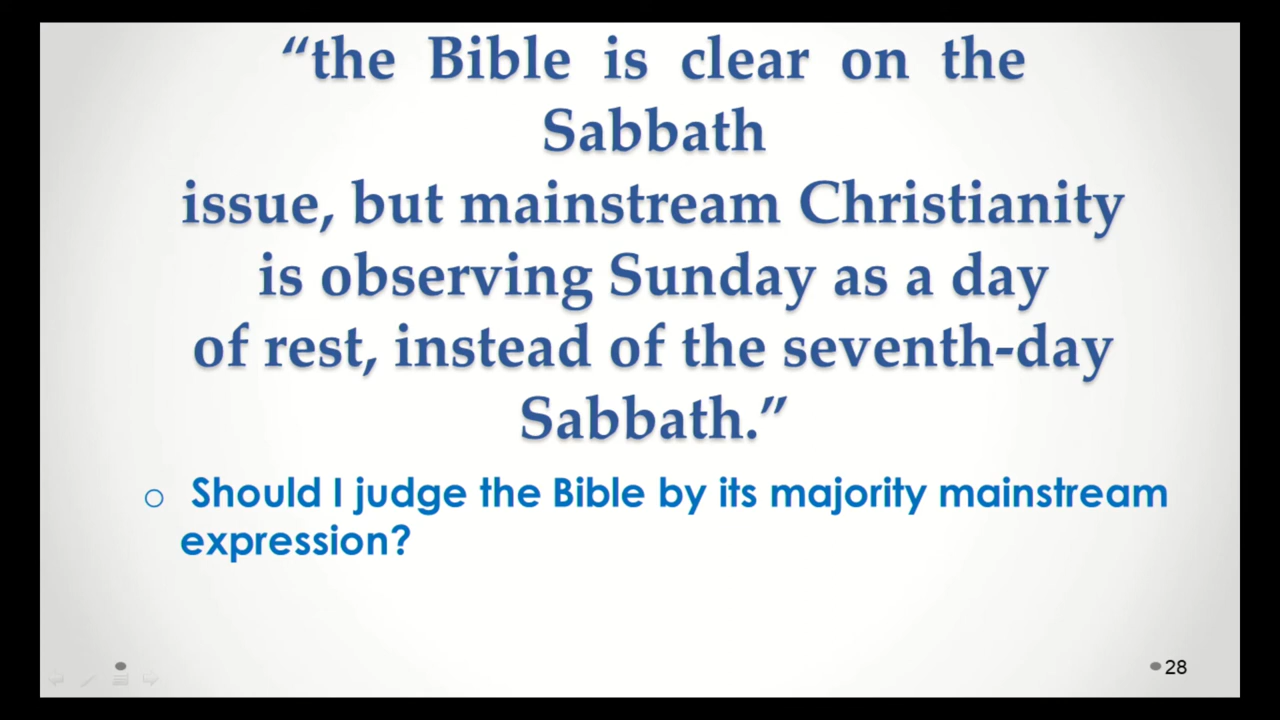 “the Bible is clear on the
Sabbath
issue, but mainstream Christianity
is observing Sunday as a day
of rest, instead of the seventh-day
Sabbath.”
Should I judge the Bible by its majority mainstream
expression?
28